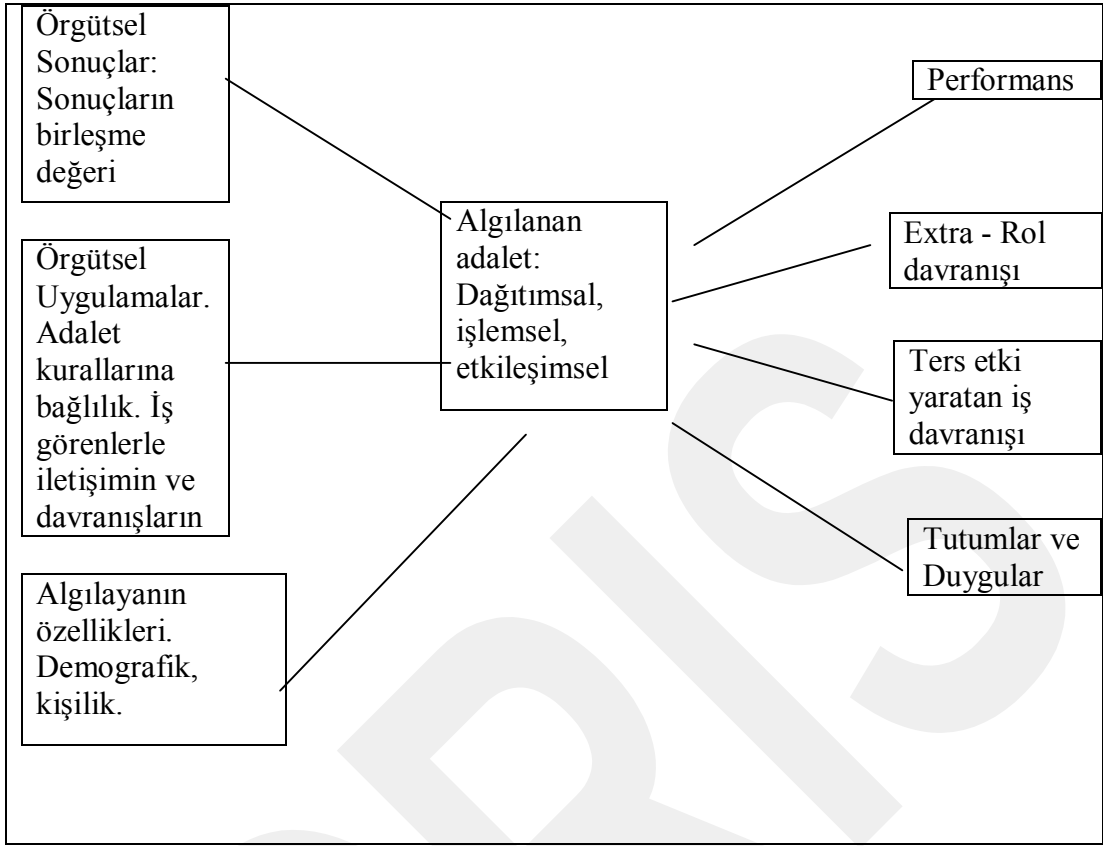 Örgütsel
Sonuçlar:
Sonuçların
birleşme
değeri
Örgütsel
Uygulamalar.
Adalet
kurallarına
bağlılık. İş
görenlerle
iletişimin ve
davranışların
Algılayanın
özellikleri.
Demografik,
kişilik.
Algılanan
adalet:
Dağıtımsal,
işlemsel,
etkileşimsel
Performans
Extra - Rol
davranışı
Ters etki
yaratan iş
davranışı
Tutumlar ve
Duygular